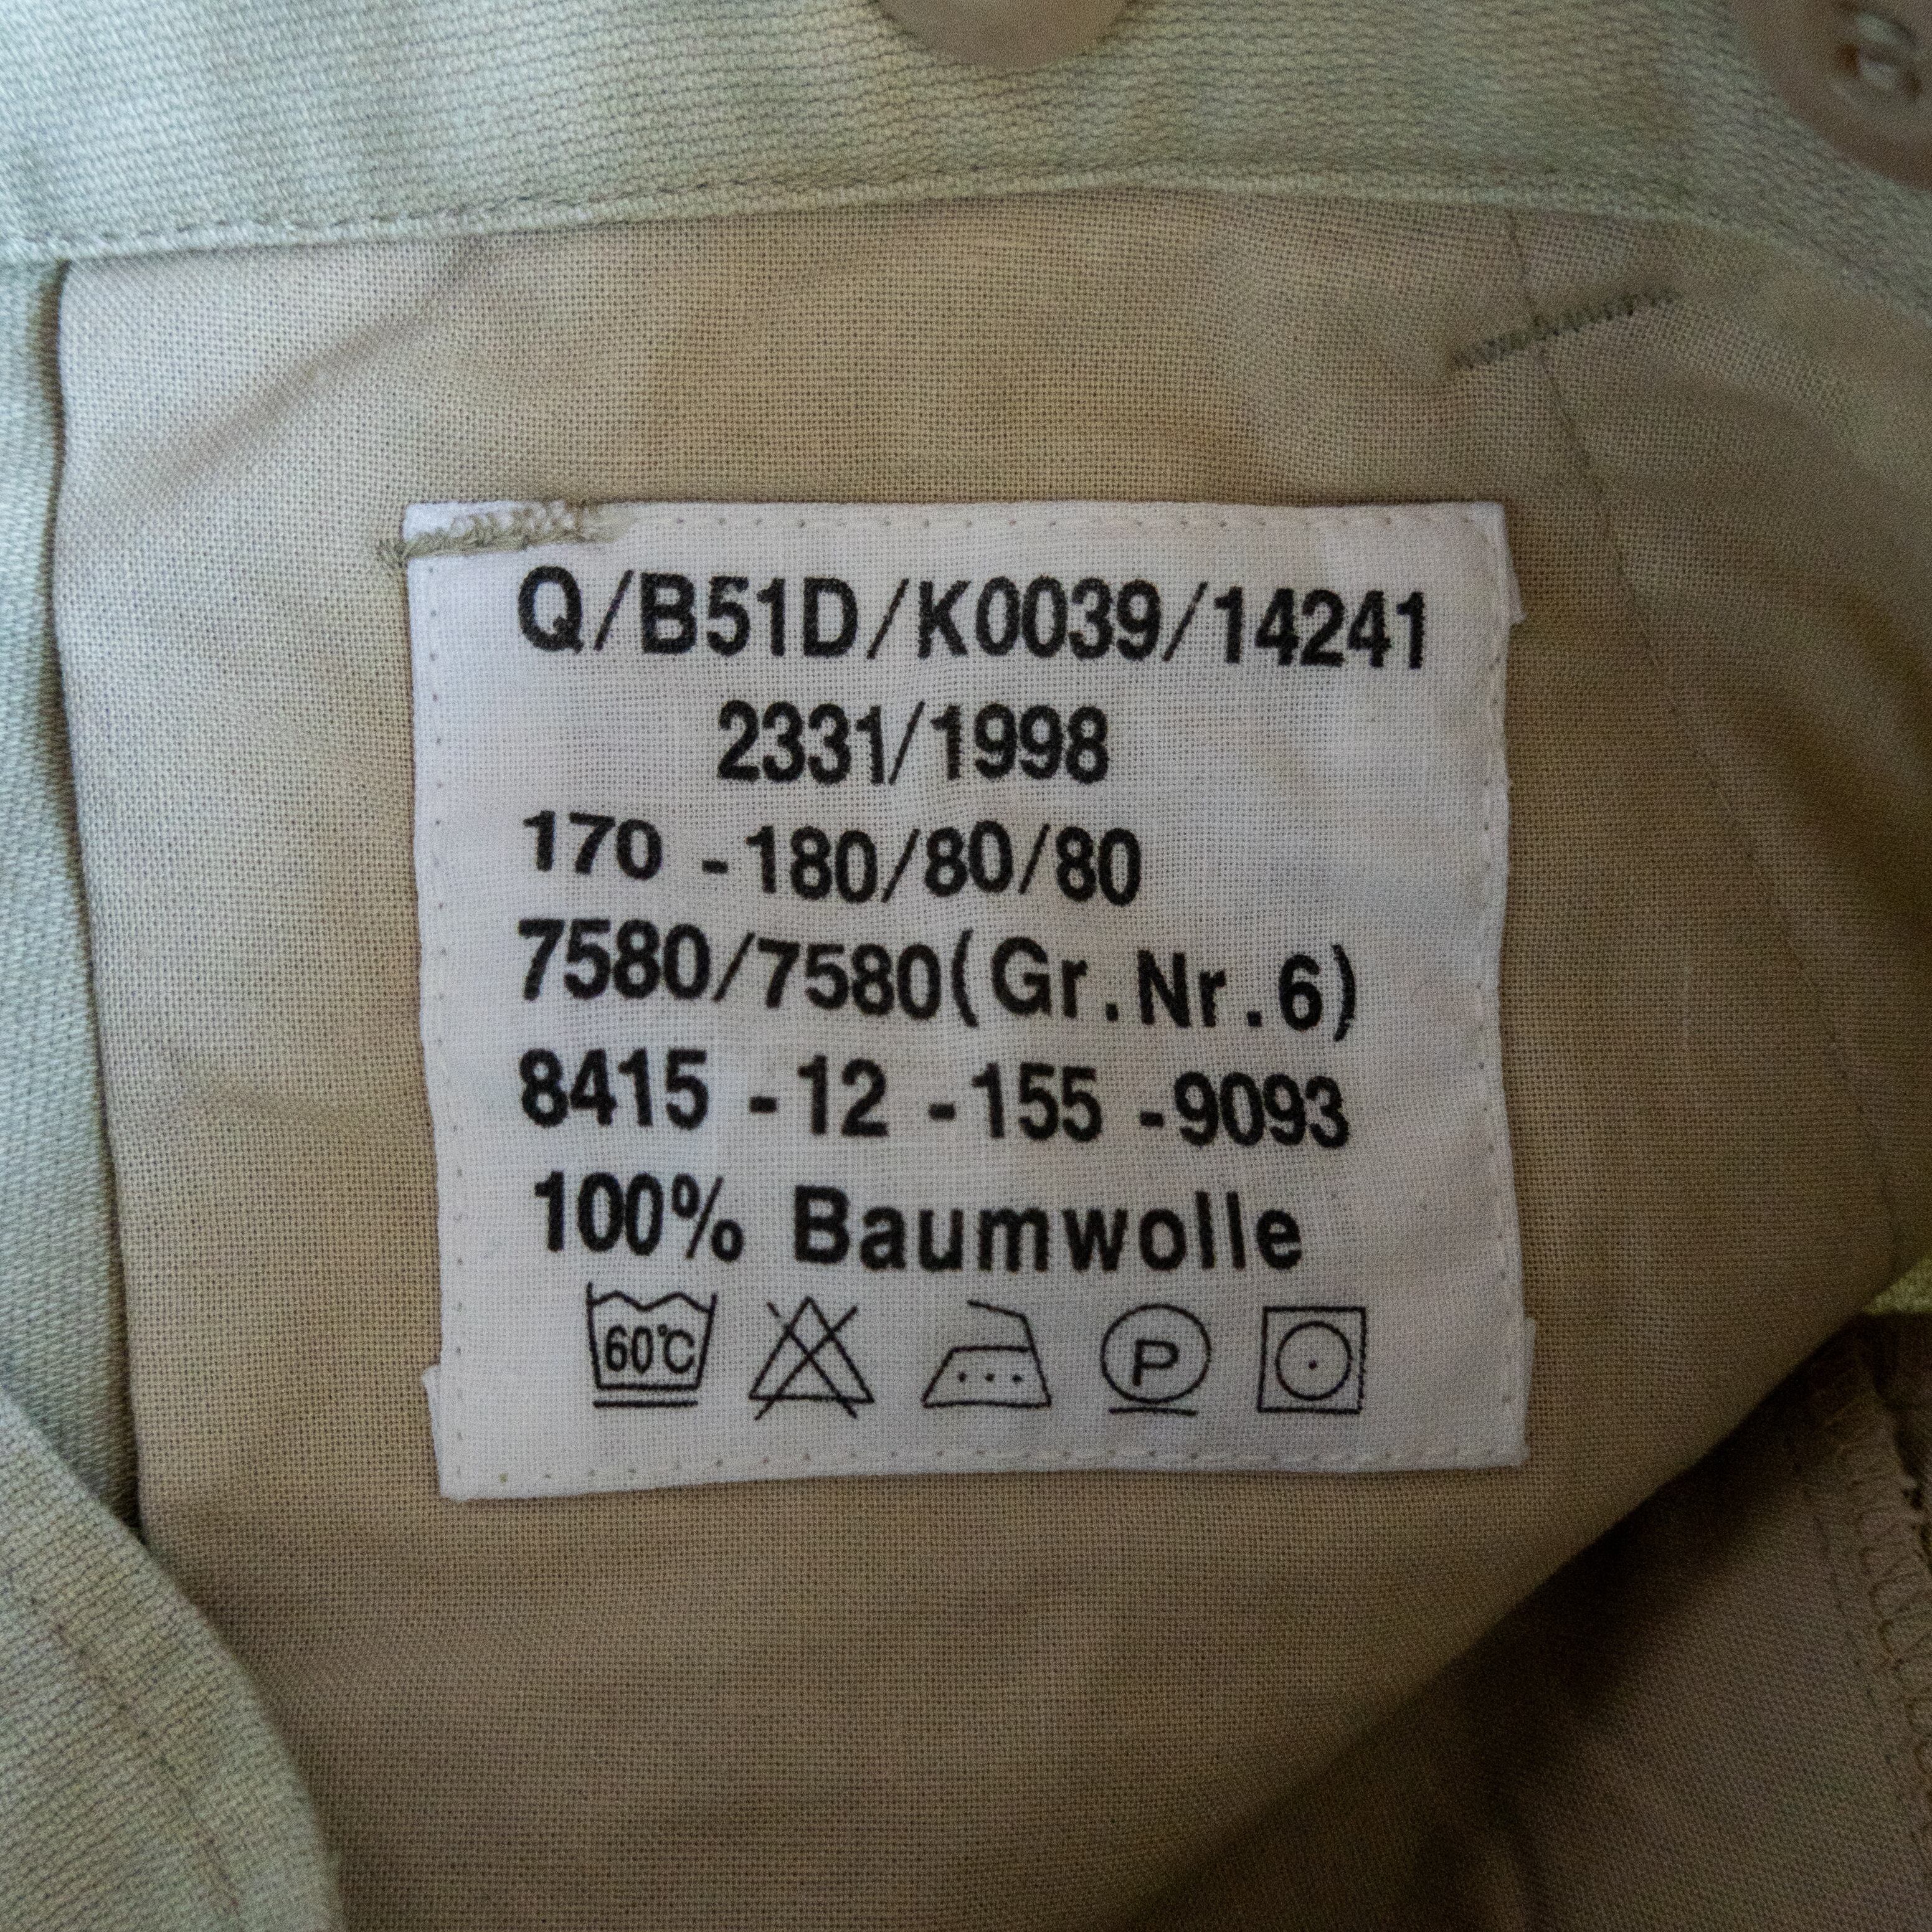 Q/B51D/K0039/14241
2331/1998
170 -180/80/80
7580/7580(Gr.Nr.6)
8415 -12 -155 -9093
100% Baumwolle
60°C P